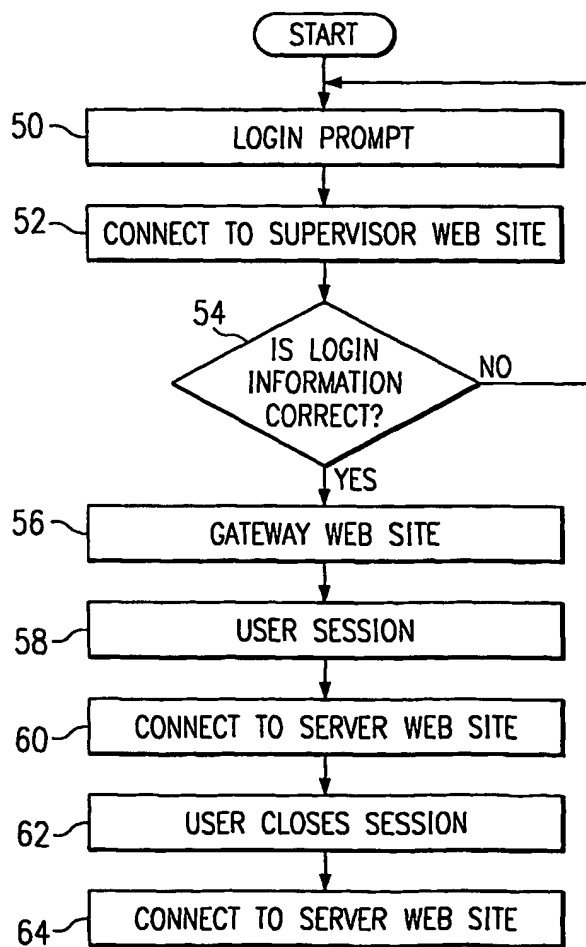 START
50
LOGIN PROMPT
52
CONNECT TO SUPERVISOR WEB SITE
54
IS LOGIN
INFORMATION
CORRECT?
NO
YES
56
GATEWAY WEB SITE
58
USER SESSION
60
CONNECT TO SERVER WEB SITE
62
USER CLOSES SESSION
64
CONNECT TO SERVER WEB SITE